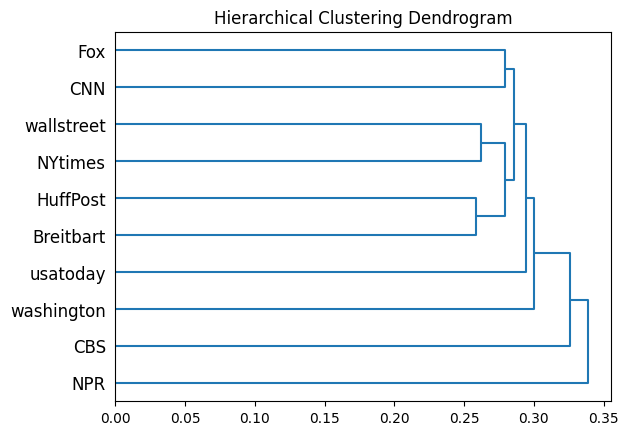 Hierarchical Clustering Dendrogram
Fox
CNN
wallstreet
NYtimes
HuffPost
Breitbart
usatoday
washington
CBS
NPR
0.00 0.05 0.10 0.15 0.20 0.25 0.30 0.35